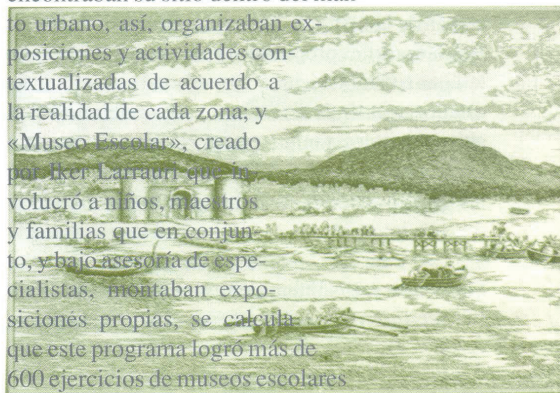 to urbano, así, organizaban ex-
posiciones y actividades con-
textualizadas de acuerdo a
la realidad de cada zona; y
«Museo Escolar», creado
por Iker Larrauri que in-
volucró a niños, maestros
y familias que en conjun-
to, y bajo asesoría de espe-
cialistas, montaban expo-
siciones propias, se calcula
que este programa logró más de
600 ejercicios de museos escolares